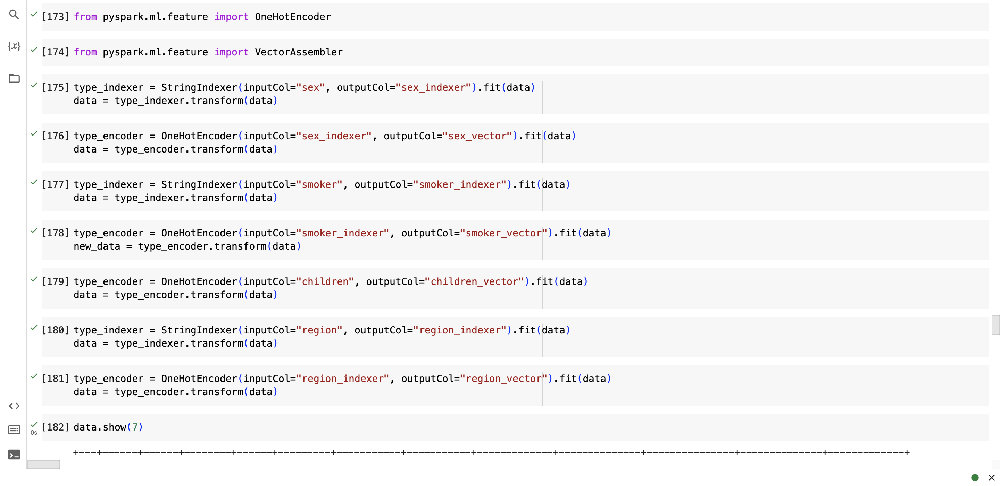 [173] from pyspark.ml.feature import OneHotEncoder
{x}
[174] from pyspark.ml.feature import VectorAssembler
[175] type_indexer = StringIndexer(inputCol="sex", outputCol="sex_indexer").fit(data)
data = type_indexer.transform(data)
[176] type_encoder = OneHotEncoder(inputCol="sex_indexer", outputCol="sex_vector").fit(data)
data = type_encoder.transform(data)
[177] type_indexer = StringIndexer(inputCol="smoker", outputCol="smoker_indexer").fit(data)
data = type_indexer.transform(data)
[178] type_encoder = OneHotEncoder(inputCol="smoker_indexer", outputCol="smoker_vector").fit(data)
new_data = type_encoder.transform(data)
[179] type_encoder = OneHotEncoder(inputCol="children", outputCol="children_vector").fit(data)
data = type_encoder.transform(data)
[180] type_indexer = StringIndexer(inputCol="region", outputCol="region_indexer").fit(data)
data = type_indexer.transform(data)
[181] type_encoder = OneHotEncoder(inputCol="region_indexer", outputCol="region_vector").fit(data)
data = type_encoder.transform(data)
[182] data.show(7)
0s
+---+------+------+--------+------+---------+-----------+-----------+-------------+--------------+---------------+--------------+-------------+